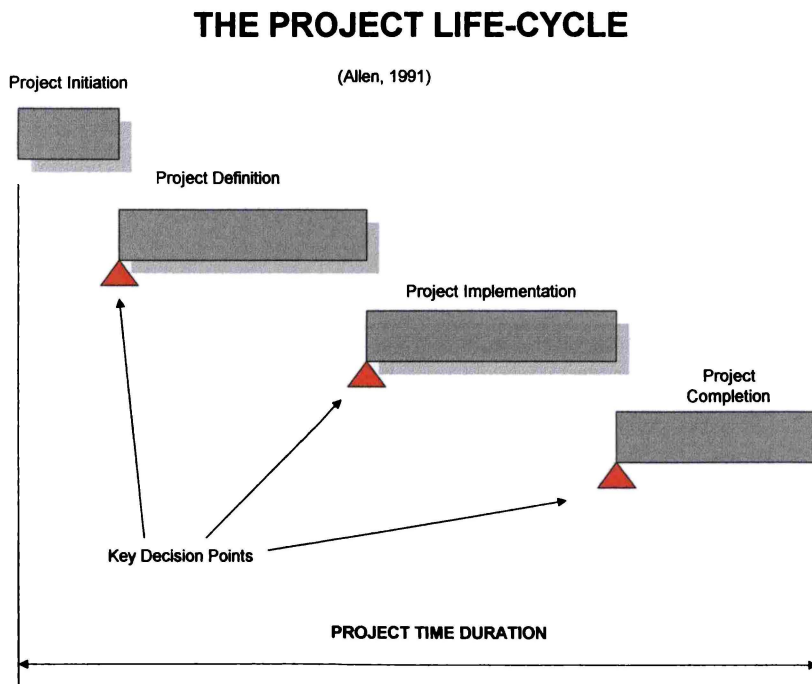 THE PROJECT LIFE-CYCLE
(Allen, 1991)
Project Initiation
Project Definition
Project Implementation
Project
Completion
Key Decision Points
PROJECT TIME DURATION